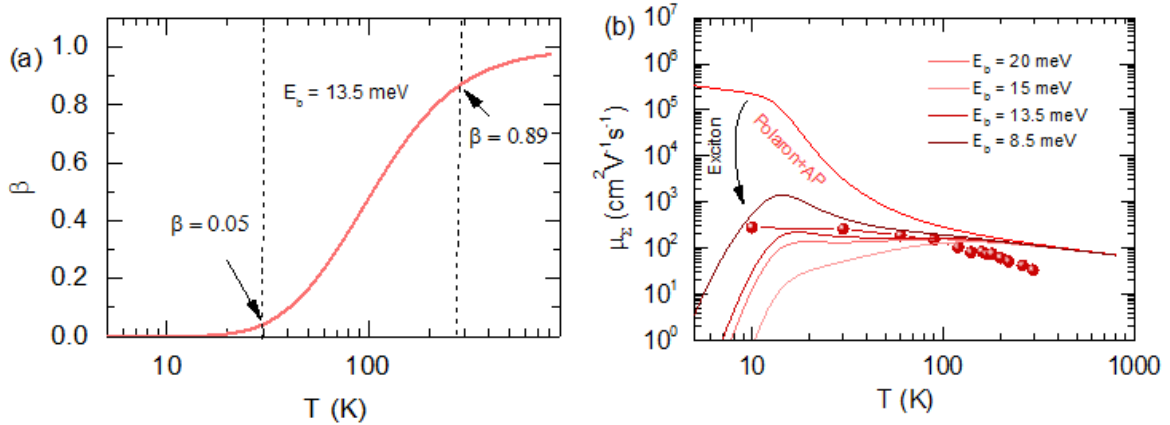 (a)
1.0
0.8
0.6
0.4
0.2
0.0
β
E_b = 13.5 meV
β = 0.89
β = 0.05
10
100
T (K)
(b)
10^7
10^6
10^5
10^4
10^3
10^2
10^1
10^0
μ_Σ (cm^2V^-1s^-1)
E_b = 20 meV
E_b = 15 meV
E_b = 13.5 meV
E_b = 8.5 meV
Exciton
Polaron+AP
10
100
1000
T (K)